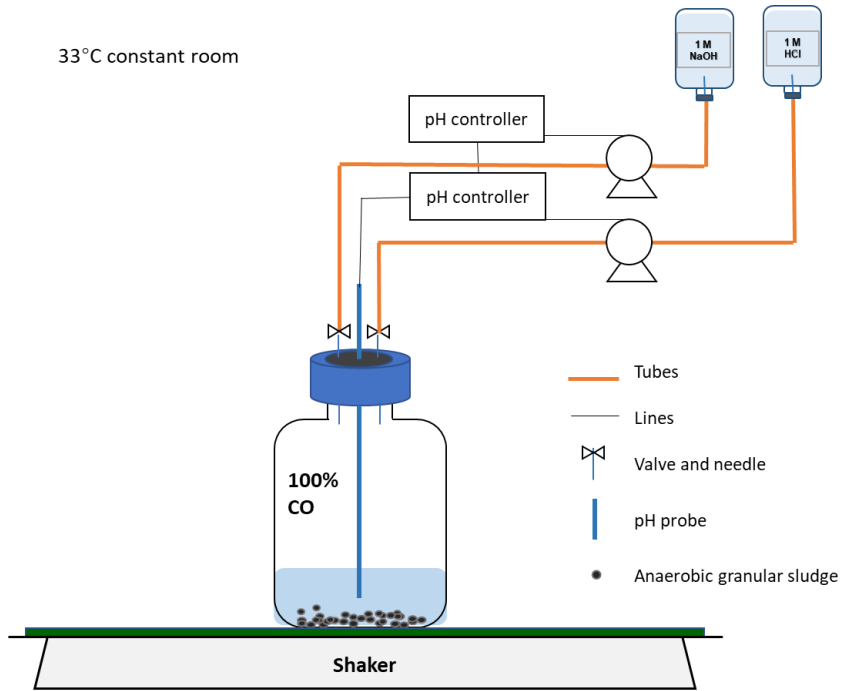 33°C constant room
1 M
NaOH
1 M
HCl
pH controller
pH controller
100%
CO
Tubes
Lines
Valve and needle
pH probe
Anaerobic granular sludge
Shaker